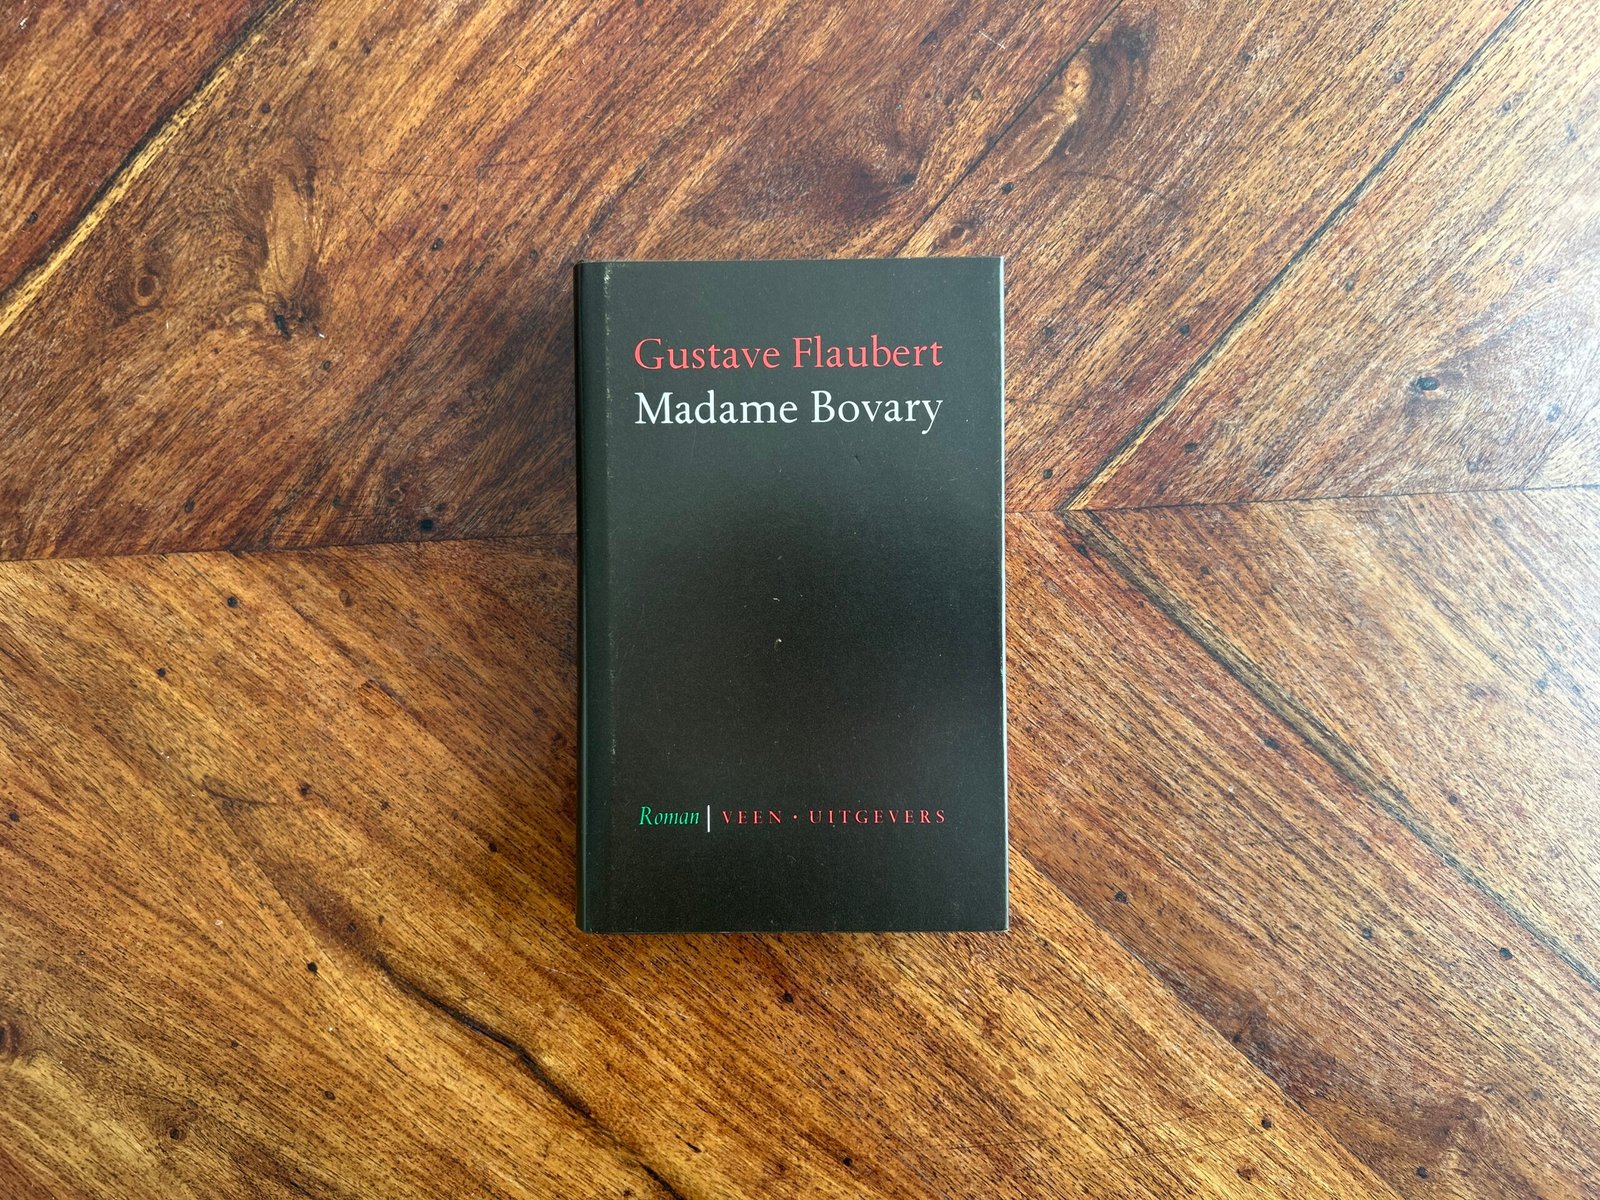 Gustave Flaubert
Madame Bovary
Roman | VEEN · UITGEVERS